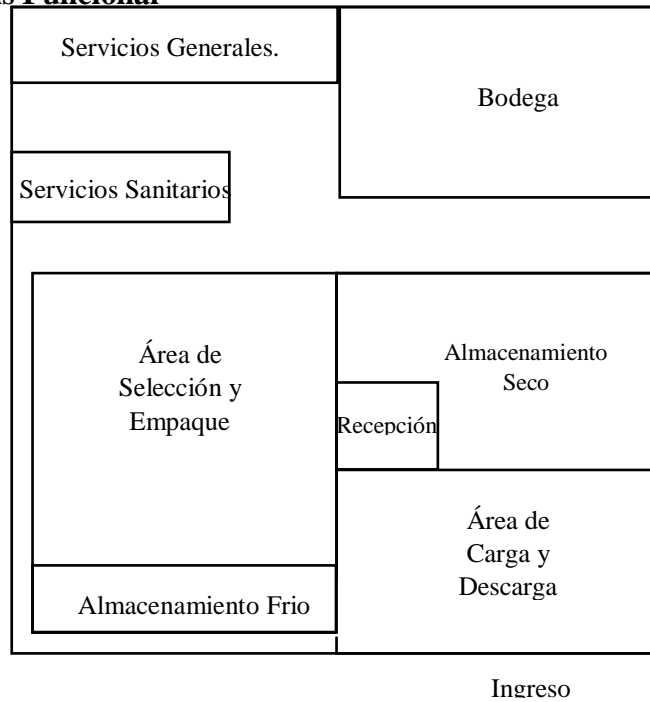 Funcional
Servicios Generales.
Bodega
Servicios Sanitarios
Área de
Selección y
Empaque
Almacenamiento
Seco
Recepción
Área de
Carga y
Descarga
Almacenamiento Frio
Ingreso